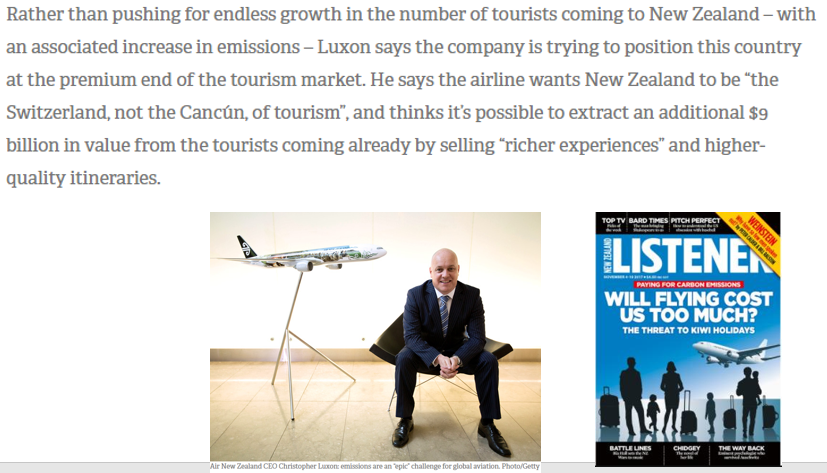 Rather than pushing for endless growth in the number of tourists coming to New Zealand – with
an associated increase in emissions – Luxon says the company is trying to position this country
at the premium end of the tourism market. He says the airline wants New Zealand to be “the
Switzerland, not the Cancún, of tourism”, and thinks it’s possible to extract an additional $9
billion in value from the tourists coming already by selling “richer experiences” and higher-
quality itineraries.
Air New Zealand CEO Christopher Luxon: emissions are an "epic" challenge for global aviation. Photo/Getty
TOP TV BARD TIMES PITCH PERFECT
WEINSTEIN
NEW ZEALAND
LISTENER
PAYING FOR CARBON EMISSIONS
WILL FLYING COST
US TOO MUCH?
THE THREAT TO KIWI HOLIDAYS
BATTLE LINES CHIDGEY THE WAY BACK